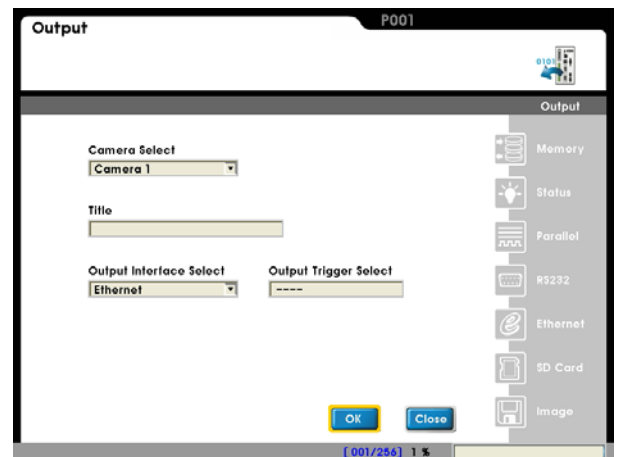 Output
P001
0101
Output
Camera Select
Camera 1
Title
Output Interface Select
Output Trigger Select
Ethernet
----
Memory
Status
Parallel
RS232
Ethernet
SD Card
Image
OK
Close
[001/256] 1 %